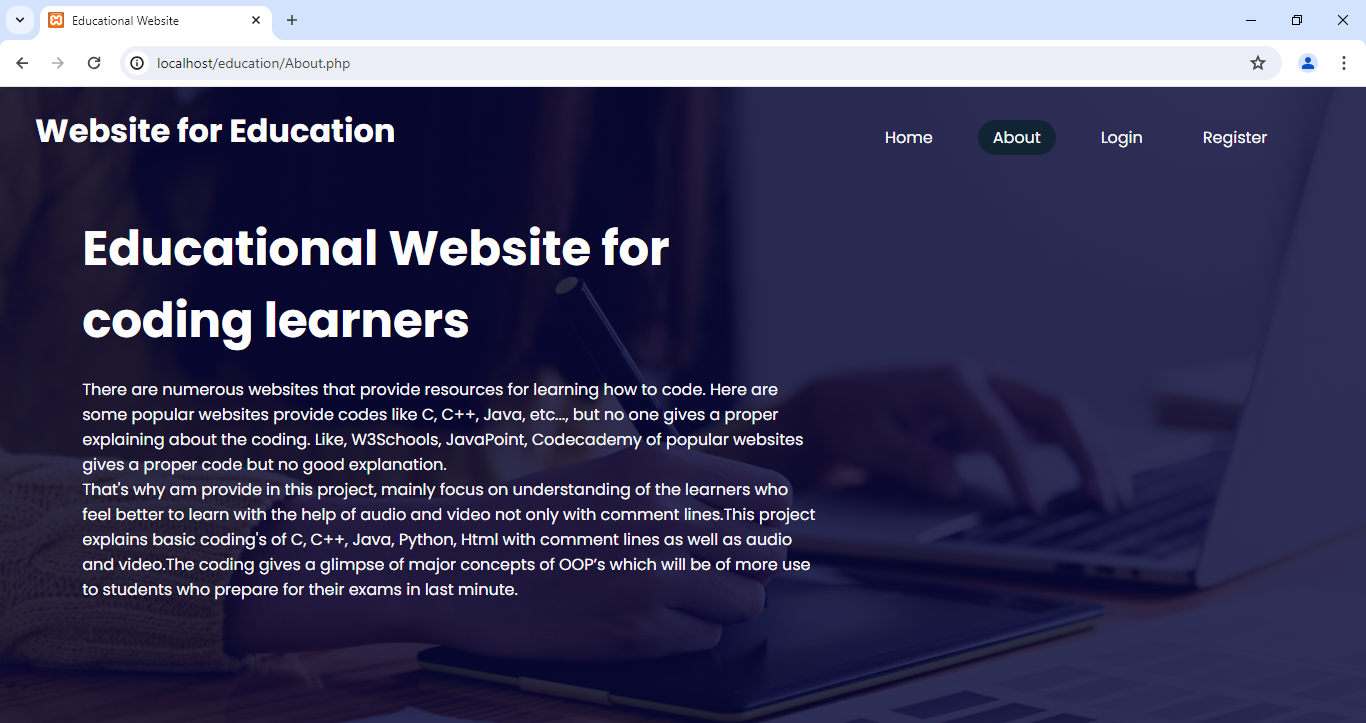 Educational Website
localhost/education/About.php
Website for Education
Home About Login Register
Educational Website for
coding learners
There are numerous websites that provide resources for learning how to code. Here are
some popular websites provide codes like C, C++, Java, etc..., but no one gives a proper
explaining about the coding. Like, W3Schools, JavaPoint, Codecademy of popular websites
gives a proper code but no good explanation.
That's why am provide in this project, mainly focus on understanding of the learners who
feel better to learn with the help of audio and video not only with comment lines.This project
explains basic coding's of C, C++, Java, Python, Html with comment lines as well as audio
and video.The coding gives a glimpse of major concepts of OOP’s which will be of more use
to students who prepare for their exams in last minute.